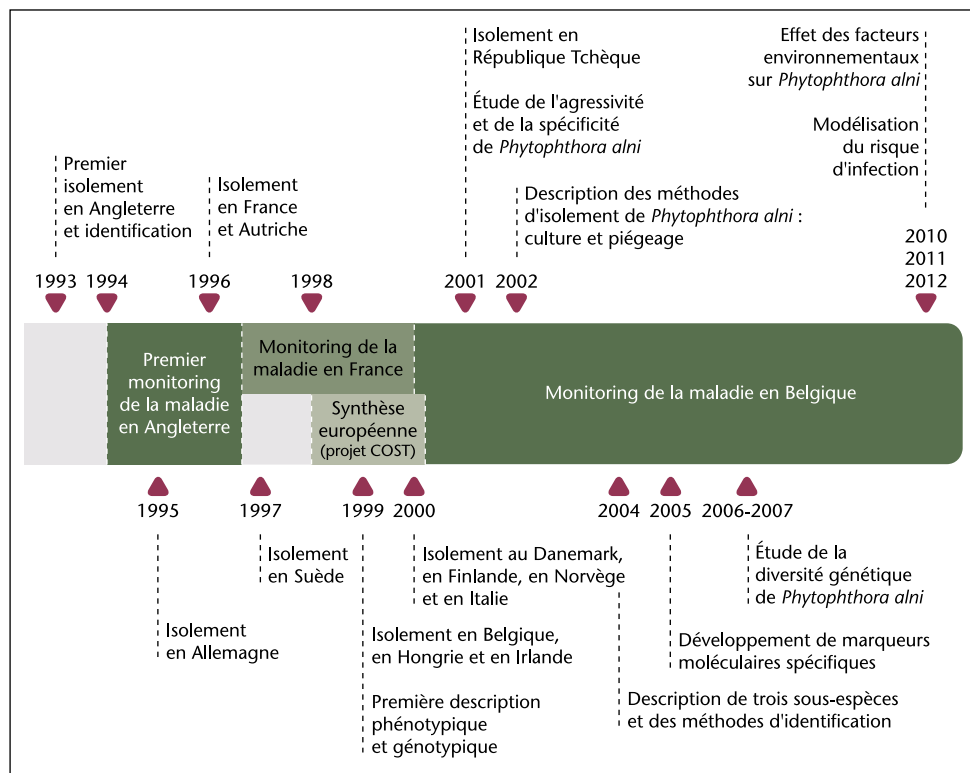 Isolement en
République Tchèque
Étude de l'agressivité
et de la spécificité
de Phytophthora alni
Effet des facteurs
environnementaux
sur Phytophthora alni
Modélisation
du risque
d'infection
Premier
isolement
en Angleterre
et identification
Isolement
en France
et Autriche
Description des méthodes
d'isolement de Phytophthora alni :
culture et piégeage
1993
1994
1996
1998
2001
2002
2010
2011
2012
Premier
monitoring
de la maladie
en Angleterre
Monitoring de la
maladie en France
Synthèse
européenne
(projet COST)
Monitoring de la maladie en Belgique
1995
1997
1999
2000
2004
2005
2006-2007
Isolement
en Allemagne
Isolement
en Suède
Isolement au Danemark,
en Finlande, en Norvège
et en Italie
Isolement en Belgique,
en Hongrie et en Irlande
Première description
phénotypique
et génotypique
Étude de la
diversité génétique
de Phytophthora alni
Développement de marqueurs
moléculaires spécifiques
Description de trois sous-espèces
et des méthodes d'identification